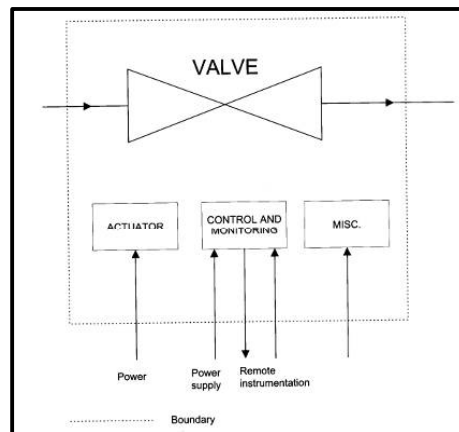 VALVE
ACTUATOR
CONTROL AND
MONITORING
MISC.
Power
Power
supply
Remote
instrumentation
Boundary